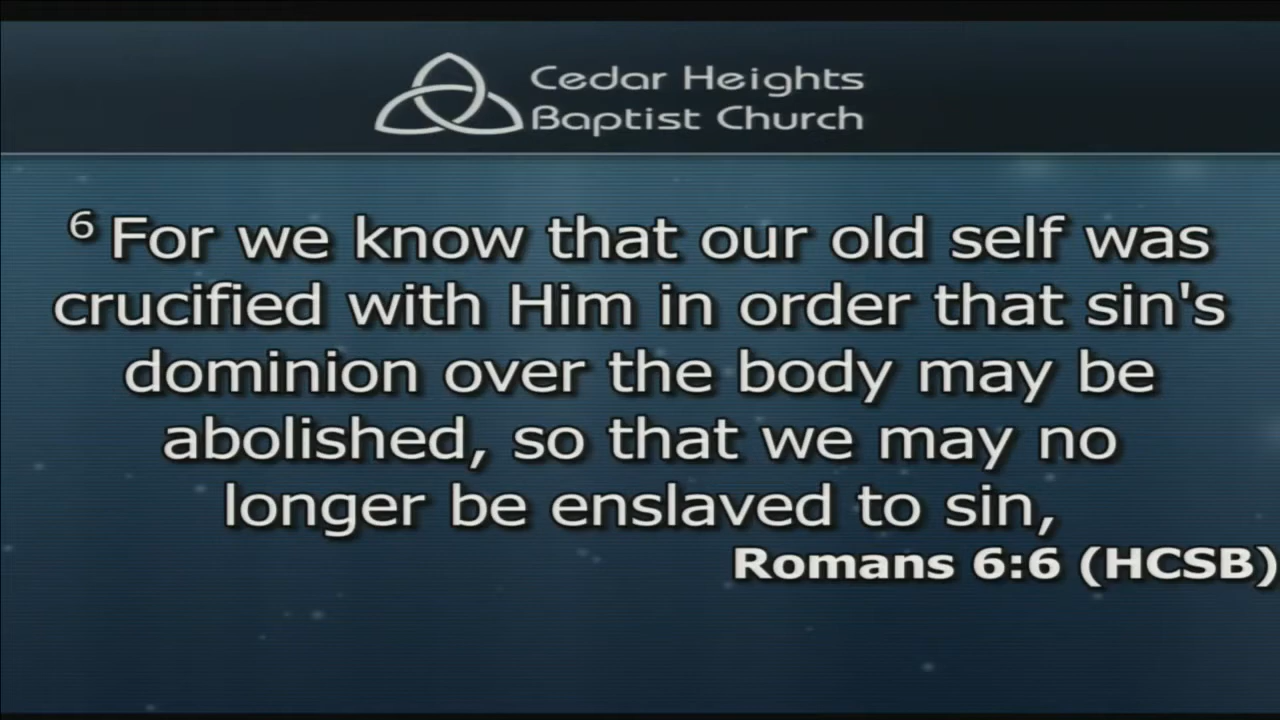 Cedar Heights
Baptist Church
6 For we know that our old self was
crucified with Him in order that sin's
dominion over the body may be
abolished, so that we may no
longer be enslaved to sin,
Romans 6:6 (HCSB)